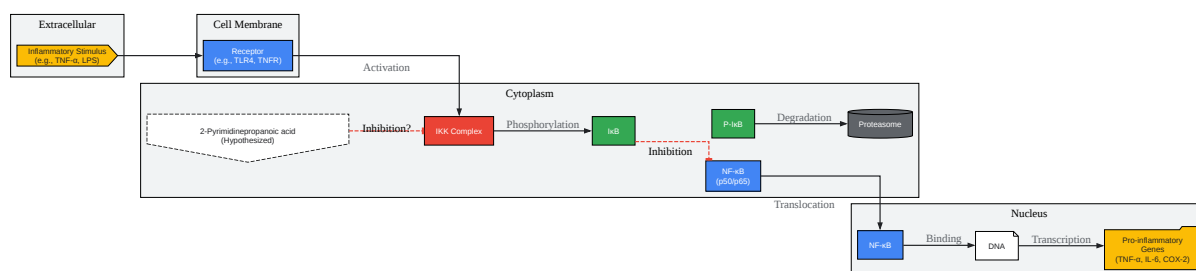 Extracellular
Cell Membrane
Inflammatory Stimulus
(e.g., TNF-α, LPS)
Receptor
(e.g., TLR4, TNFR)
Activation
Cytoplasm
2-Pyrimidinepropanoic acid
(Hypothesized)
Inhibition?
IKK Complex
Phosphorylation
IκB
P-IκB
Degradation
Proteasome
Inhibition
NF-κB
(p50/p65)
Translocation
Nucleus
NF-κB
Binding
DNA
Transcription
Pro-inflammatory
Genes
(TNF-α, IL-6, COX-2)